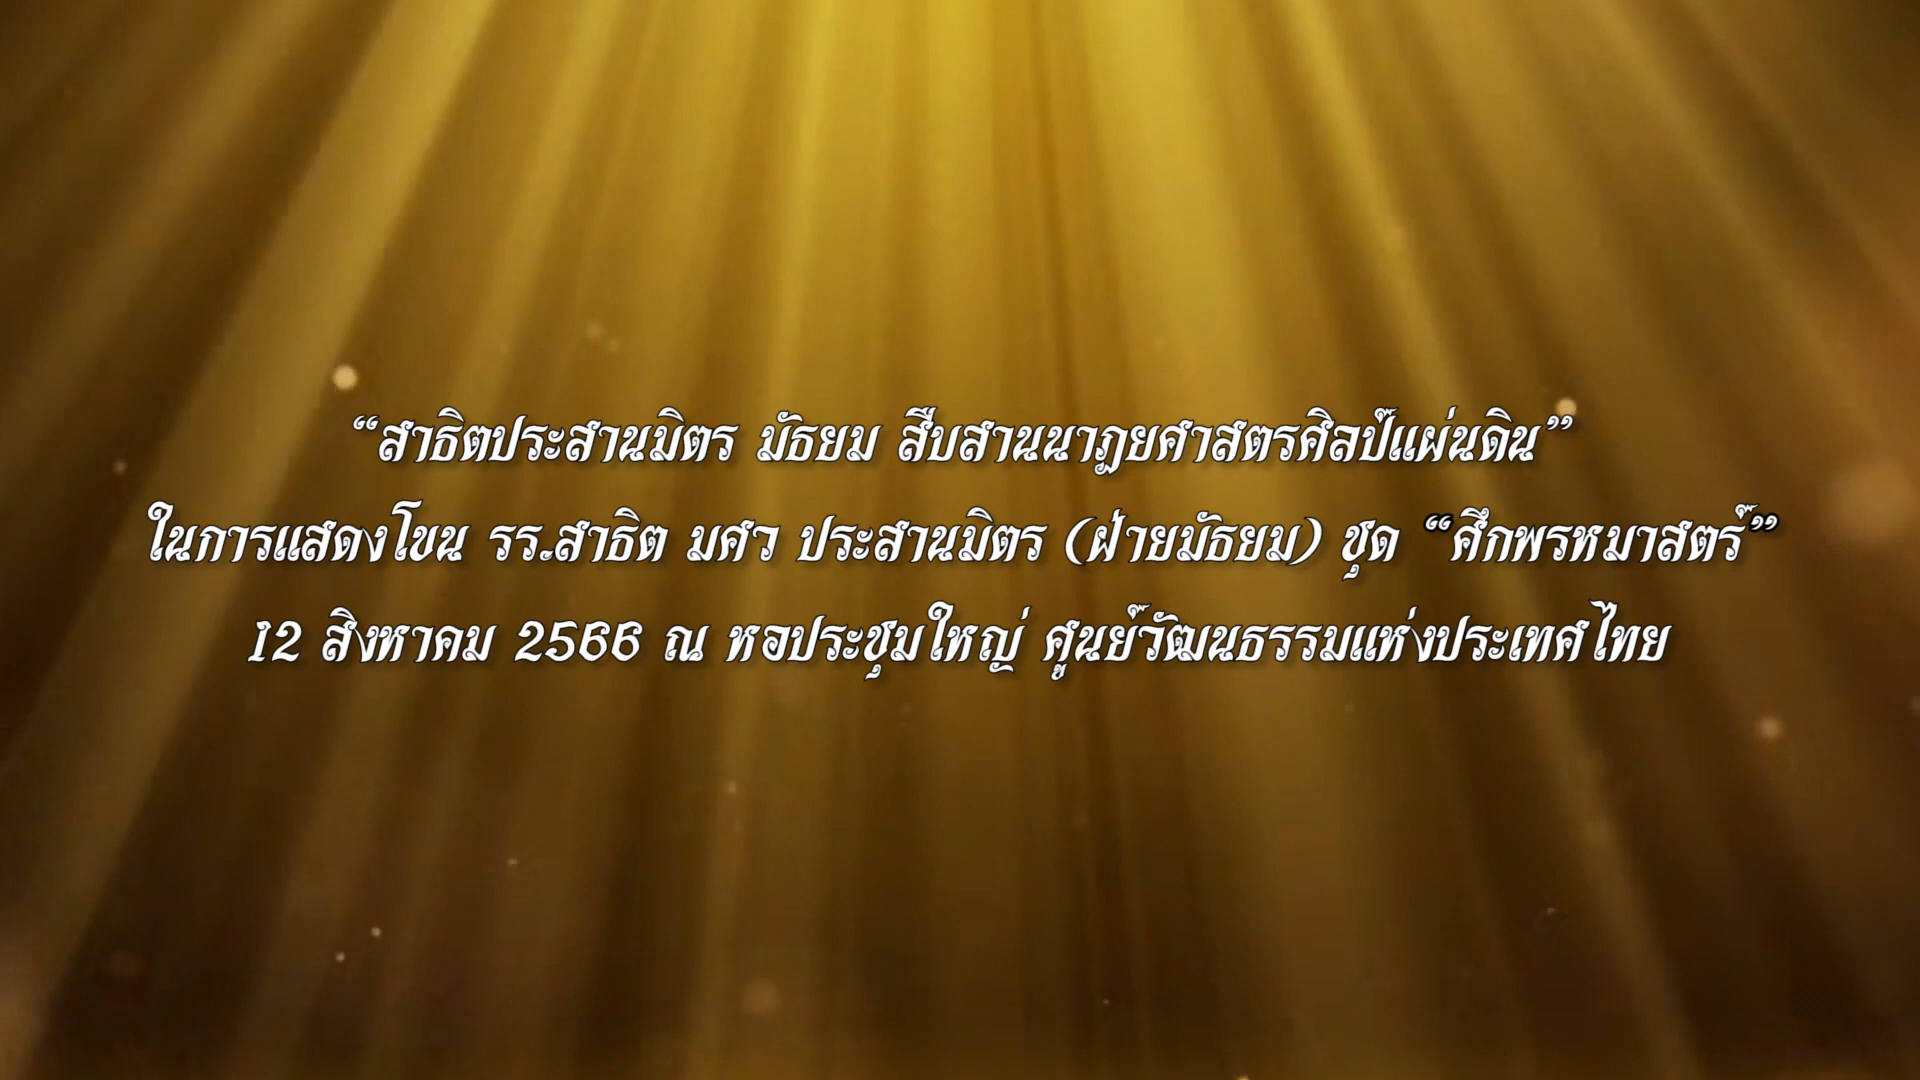 “สาธิตประสานมิตร มัธยม สืบสานนาฏยศาสตรศิลป์แผ่นดิน”
ในการแสดงโขน รร.สาธิต มศว ประสานมิตร (ฝ่ายมัธยม) ชุด “ศึกพรหมาสตร์”
12 สิงหาคม 2566 ณ หอประชุมใหญ่ ศูนย์วัฒนธรรมแห่งประเทศไทย